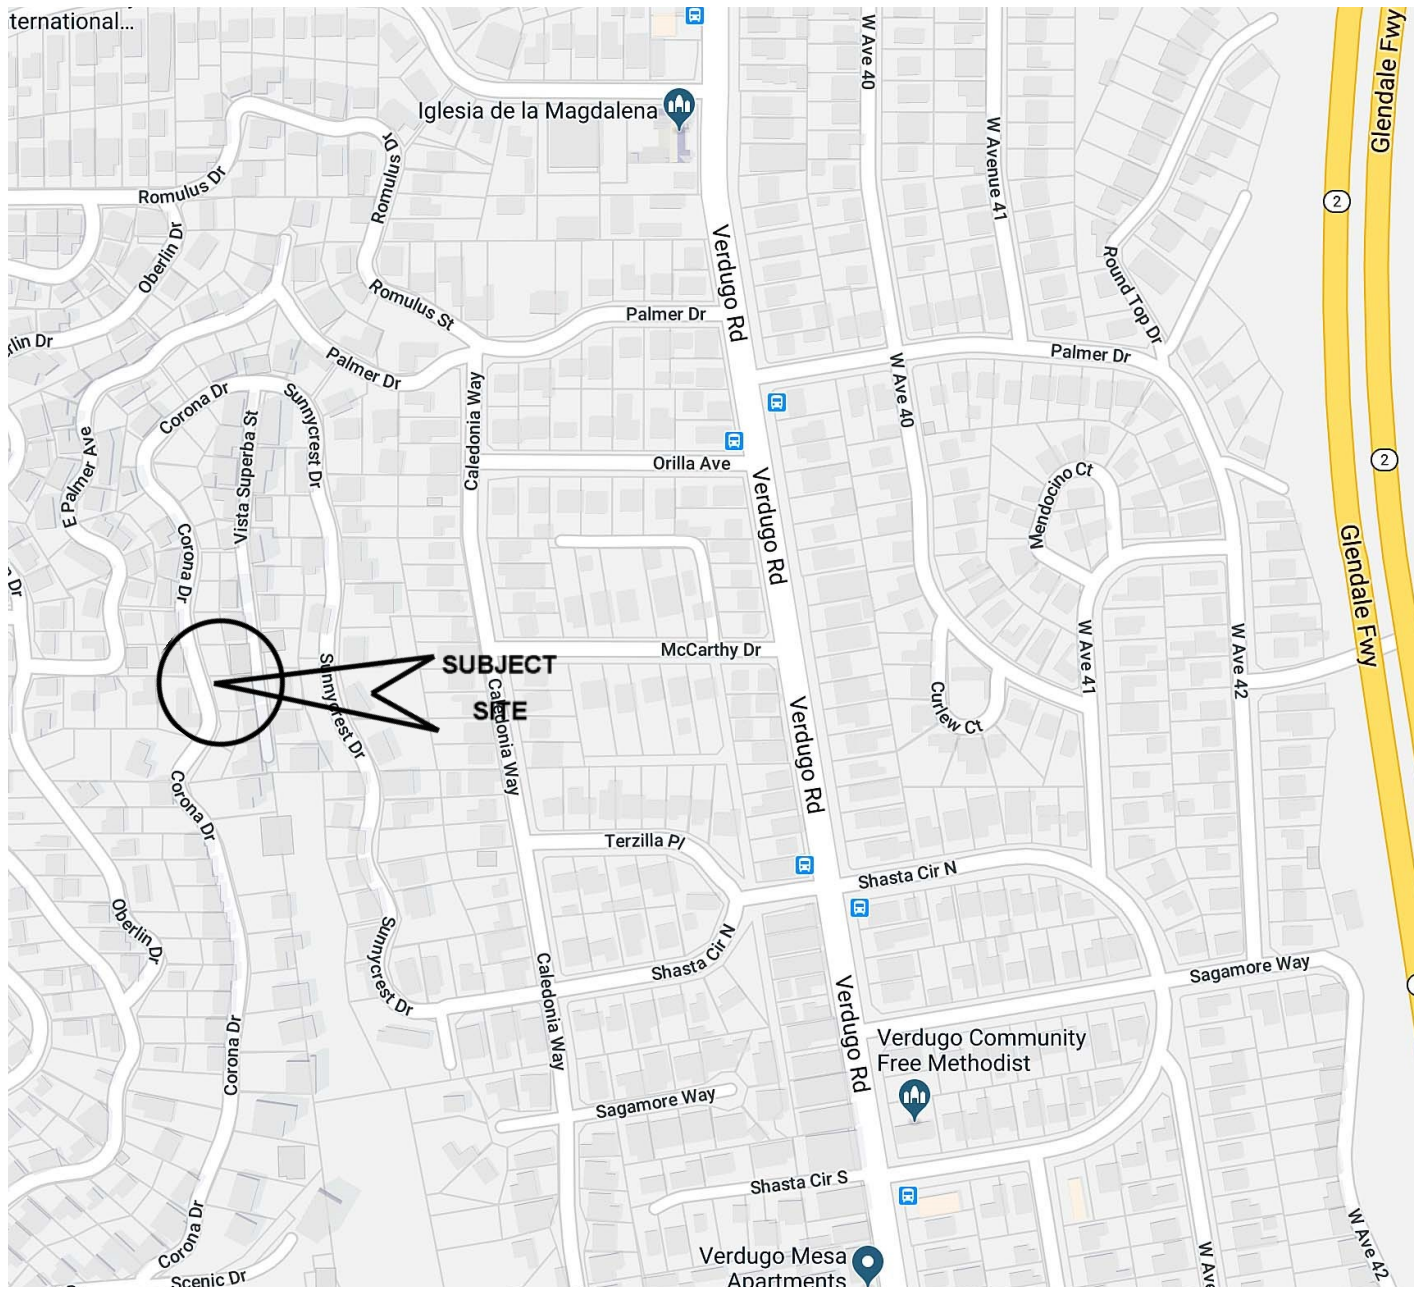 ternational...
W Ave 40
Glendale Fwy
Iglesia de la Magdalena
W Avenue 41
Romulus Dr
Romulus Dr
2
Oberlin Dr
Verdugo Rd
Round Top Dr
Romulus St
Palmer Dr
rlin Dr
Palmer Dr
Palmer Dr
W Ave 40
Corona Dr
Sunnycrest Dr
Caledonia Way
Vista Superba St
E Palmer Ave
Orilla Ave
2
Mendocino Ct
Verdugo Rd
Corona Dr
Glendale Fwy
Dr
McCarthy Dr
W Ave 41
W Ave 42
SUBJECT
SITE
Sunnycrest Dr
Caledonia Way
Curlew Ct
Verdugo Rd
Corona Dr
Terzilla Pl
Shasta Cir N
Oberlin Dr
Sunnycrest Dr
Shasta Cir N
Caledonia Way
Sagamore Way
Verdugo Rd
Corona Dr
Verdugo Community
Free Methodist
Sagamore Way
Shasta Cir S
Corona Dr
W Ave 42
W Ave
Verdugo Mesa
Apartments
Scenic Dr